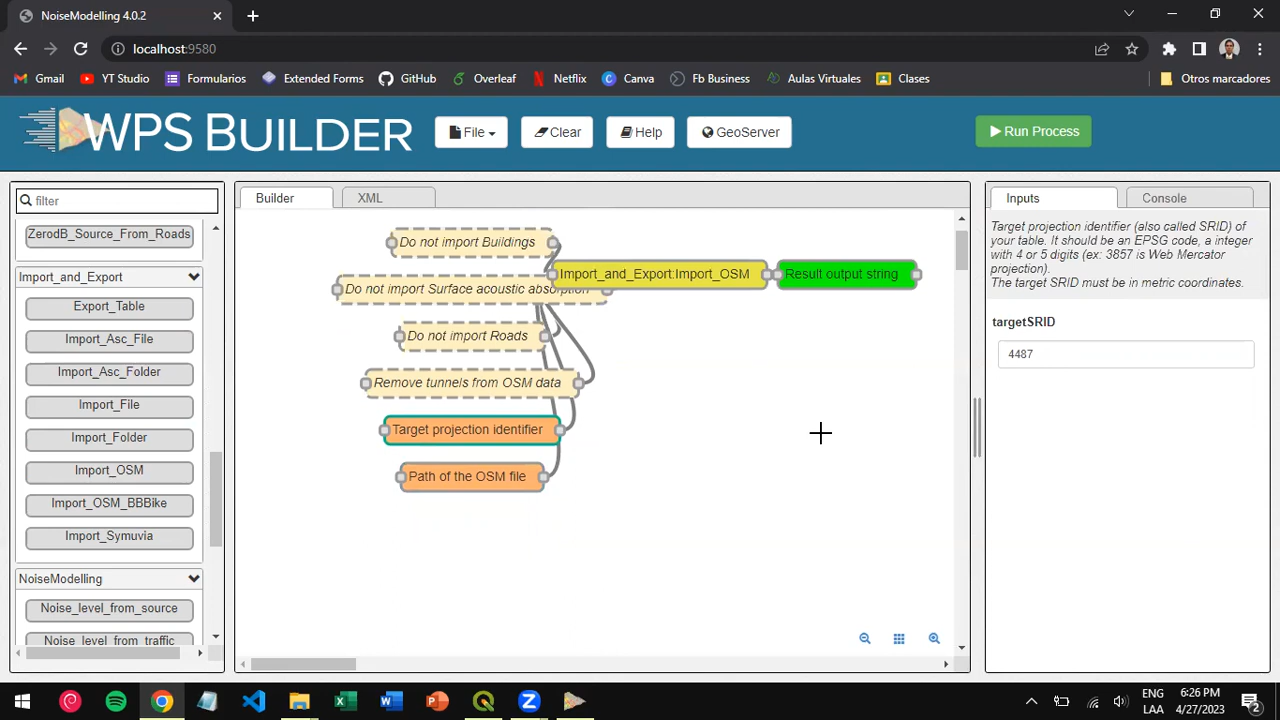 NoiseModelling 4.0.2
localhost:9580
Gmail
YT Studio
Formularios
Extended Forms
GitHub
Overleaf
Netflix
Canva
Fb Business
Aulas Virtuales
Clases
Otros marcadores
WPS BUILDER
File
Clear
Help
GeoServer
Run Process
filter
ZerodB_Source_From_Roads
Import_and_Export
Export_Table
Import_Asc_File
Import_Asc_Folder
Import_File
Import_Folder
Import_OSM
Import_OSM_BBBike
Import_Symuvia
NoiseModelling
Noise_level_from_source
Noise_level_from_traffic
Builder
XML
Do not import Buildings
Import_and_Export:Import_OSM
Result output string
Do not import Surface acoustic absorption
Do not import Roads
Remove tunnels from OSM data
Target projection identifier
Path of the OSM file
Inputs
Console
Target projection identifier (also called SRID) of
your table. It should be an EPSG code, a integer
with 4 or 5 digits (ex: 3857 is Web Mercator
projection).
The target SRID must be in metric coordinates.
targetSRID
4487
ENG
LAA
6:26 PM
4/27/2023
2